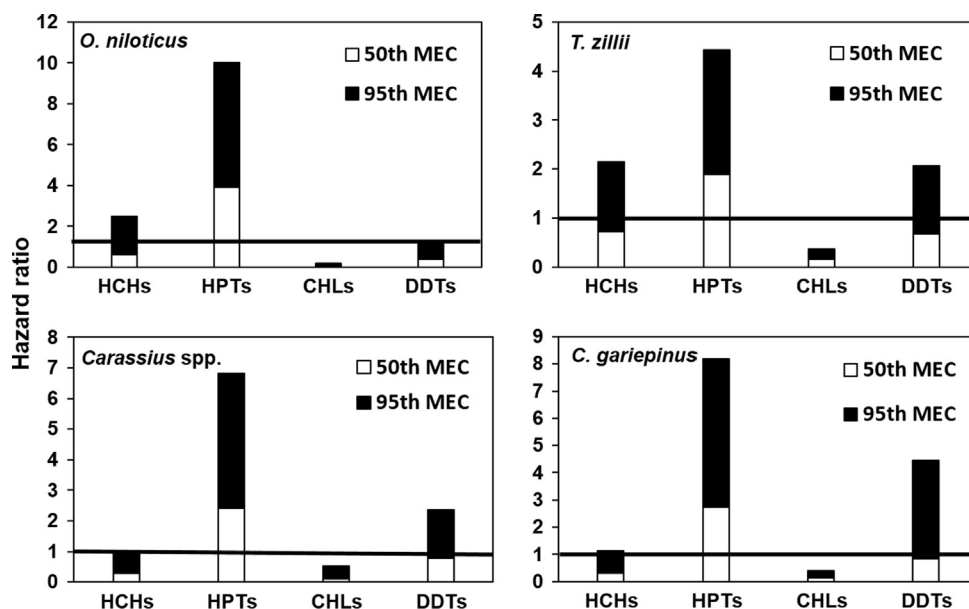 Hazard ratio
O. niloticus
50th MEC
95th MEC
12
10
8
6
4
2
0
HCHs HPTs CHLs DDTs
T. zillii
50th MEC
95th MEC
5
4
3
2
1
0
HCHs HPTs CHLs DDTs
Carassius spp.
50th MEC
95th MEC
8
7
6
5
4
3
2
1
0
HCHs HPTs CHLs DDTs
C. gariepinus
50th MEC
95th MEC
9
8
7
6
5
4
3
2
1
0
HCHs HPTs CHLs DDTs